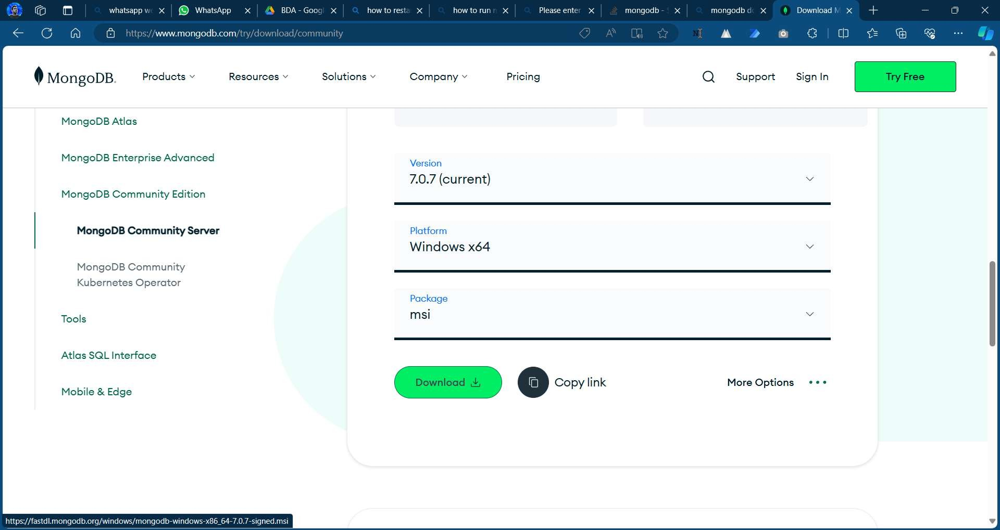 whatsapp we
WhatsApp
BDA - Googl
how to resta
how to run m
Please enter
mongodb - S
mongodb do
Download M
https://www.mongodb.com/try/download/community
MongoDB.
Products
Resources
Solutions
Company
Pricing
Support
Sign In
Try Free
MongoDB Atlas
MongoDB Enterprise Advanced
MongoDB Community Edition
MongoDB Community Server
MongoDB Community
Kubernetes Operator
Tools
Atlas SQL Interface
Mobile & Edge
Version
7.0.7 (current)
Platform
Windows x64
Package
msi
Download
Copy link
More Options
https://fastdl.mongodb.org/windows/mongodb-windows-x86_64-7.0.7-signed.msi